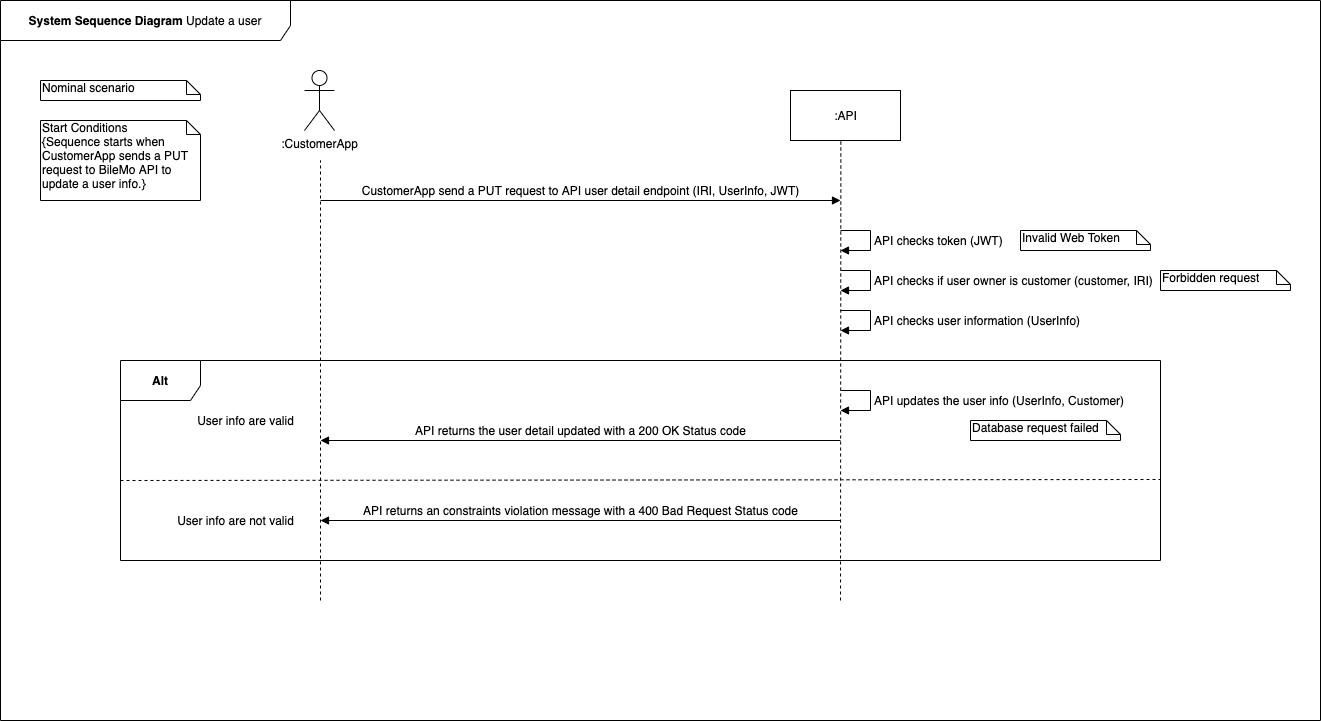 System Sequence Diagram Update a user
Nominal scenario
Start Conditions
{Sequence starts when
CustomerApp sends a PUT
request to BileMo API to
update a user info.}
:CustomerApp
:API
CustomerApp send a PUT request to API user detail endpoint (IRI, UserInfo, JWT)
API checks token (JWT)
Invalid Web Token
API checks if user owner is customer (customer, IRI)
Forbidden request
API checks user information (UserInfo)
Alt
API updates the user info (UserInfo, Customer)
User info are valid
API returns the user detail updated with a 200 OK Status code
Database request failed
User info are not valid
API returns an constraints violation message with a 400 Bad Request Status code